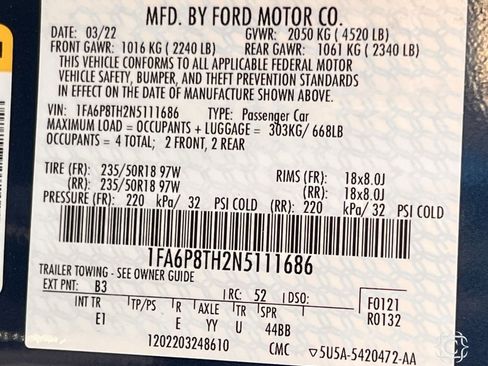 MFD. BY FORD MOTOR CO.
DATE: 03/22 GVWR: 2050 KG ( 4520 LB)
FRONT GAWR: 1016 KG ( 2240 LB) REAR GAWR: 1061 KG ( 2340 LB)
THIS VEHICLE CONFORMS TO ALL APPLICABLE FEDERAL MOTOR
VEHICLE SAFETY, BUMPER, AND THEFT PREVENTION STANDARDS
IN EFFECT ON THE DATE OF MANUFACTURE SHOWN ABOVE.
VIN: 1FA6P8TH2N5111686 TYPE: Passenger Car
MAXIMUM LOAD = OCCUPANTS + LUGGAGE = 303KG/ 668LB
OCCUPANTS = 4 TOTAL; 2 FRONT, 2 REAR
TIRE (FR): 235/50R18 97W RIMS (FR): 18x8.0J
(RR): 235/50R18 97W (RR): 18x8.0J
PRESSURE (FR): 220 kPa/ 32 PSI COLD (RR): 220 kPa/ 32 PSI COLD
1FA6P8TH2N5111686
TRAILER TOWING - SEE OWNER GUIDE
EXT PNT: B3 RC: 52 DSO: F0121
INT TR TP/PS R AXLE TR SPR R0132
E1 E YY U 44BB
1202203248610 CMC ▽5U5A-5420472-AA